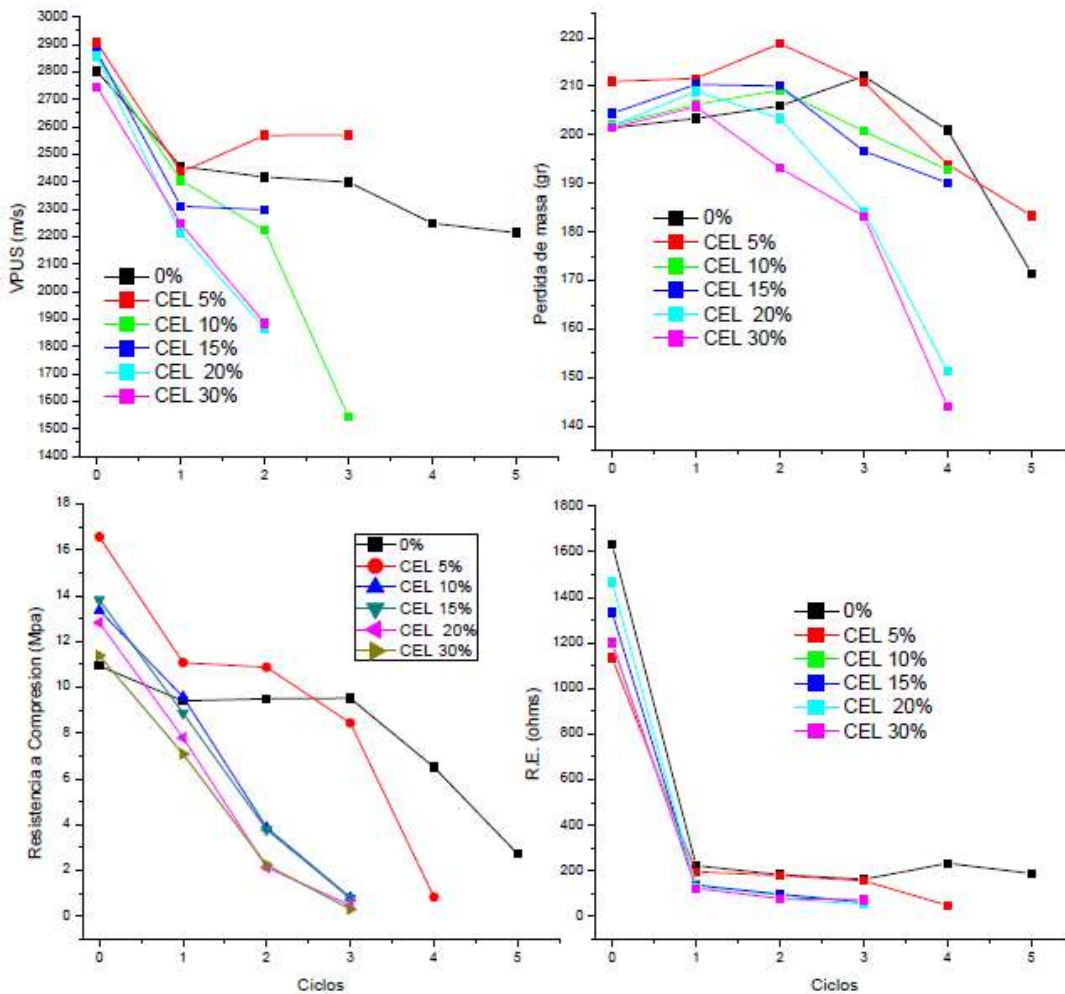 3000
2900
2800
2700
2600
2500
2400
2300
2200
2100
2000
1900
1800
1700
1600
1500
1400
VPUS (m/s)
0%
CEL 5%
CEL 10%
CEL 15%
CEL 20%
CEL 30%
0 1 2 3 4 5
220
210
200
190
180
170
160
150
140
Perdida de masa (gr)
0%
CEL 5%
CEL 10%
CEL 15%
CEL 20%
CEL 30%
0 1 2 3 4 5
18
16
14
12
10
8
6
4
2
0
Resistencia a Compresion (Mpa)
0%
CEL 5%
CEL 10%
CEL 15%
CEL 20%
CEL 30%
0 1 2 3 4 5
Ciclos
1800
1600
1400
1200
1000
800
600
400
200
0
R.E. (ohms)
0%
CEL 5%
CEL 10%
CEL 15%
CEL 20%
CEL 30%
0 1 2 3 4 5
Ciclos